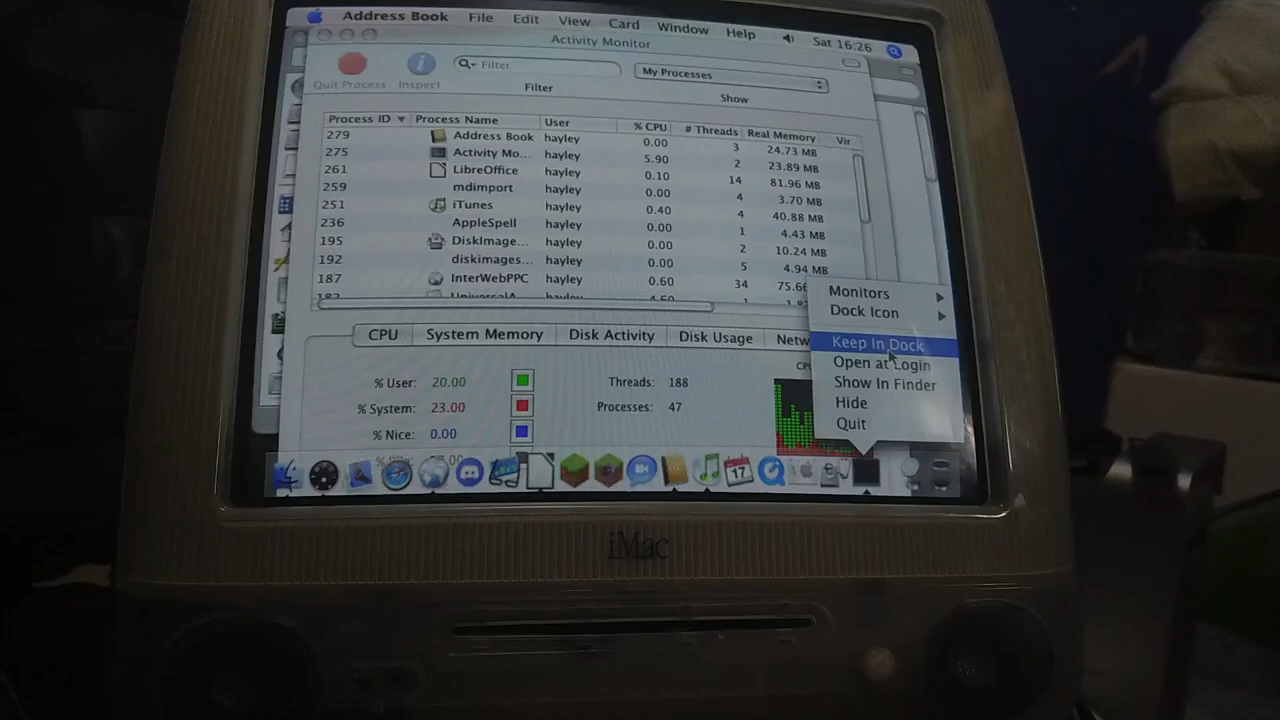 Address Book File Edit View Card Window Help Sat 16:26
Activity Monitor
Quit Process Inspect Filter Filter My Processes Show
Process ID Process Name User % CPU # Threads Real Memory Vir
279 Address Book hayley 0.00 3 24.73 MB
275 Activity Mo... hayley 5.90 2 23.89 MB
261 LibreOffice hayley 0.10 14 81.96 MB
259 mdimport hayley 0.00 4 3.70 MB
251 iTunes hayley 0.40 4 40.88 MB
236 AppleSpell hayley 0.00 1 4.43 MB
195 DiskImage... hayley 0.00 2 10.24 MB
192 diskimages... hayley 0.00 5 4.94 MB
187 InterWebPPC hayley 0.60 34 75.66
CPU System Memory Disk Activity Disk Usage Netw
% User: 20.00 Threads: 188
% System: 23.00 Processes: 47
% Nice: 0.00
Monitors
Dock Icon
Keep In Dock
Open at Login
Show In Finder
Hide
Quit
17
iMac